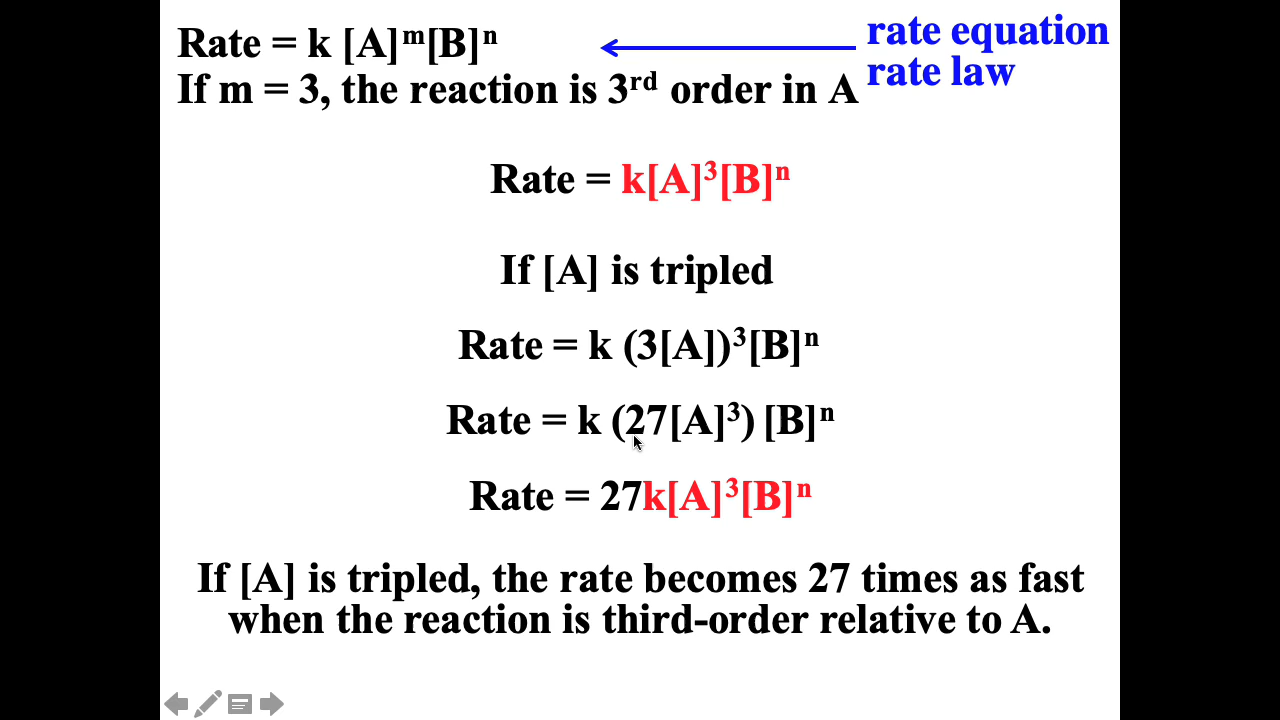 Rate = k [A]ᵐ[B]ⁿ
rate equation
rate law
If m = 3, the reaction is 3ʳᵈ order in A
Rate = k[A]³[B]ⁿ
If [A] is tripled
Rate = k (3[A])³[B]ⁿ
Rate = k (27[A]³) [B]ⁿ
Rate = 27k[A]³[B]ⁿ
If [A] is tripled, the rate becomes 27 times as fast
when the reaction is third-order relative to A.